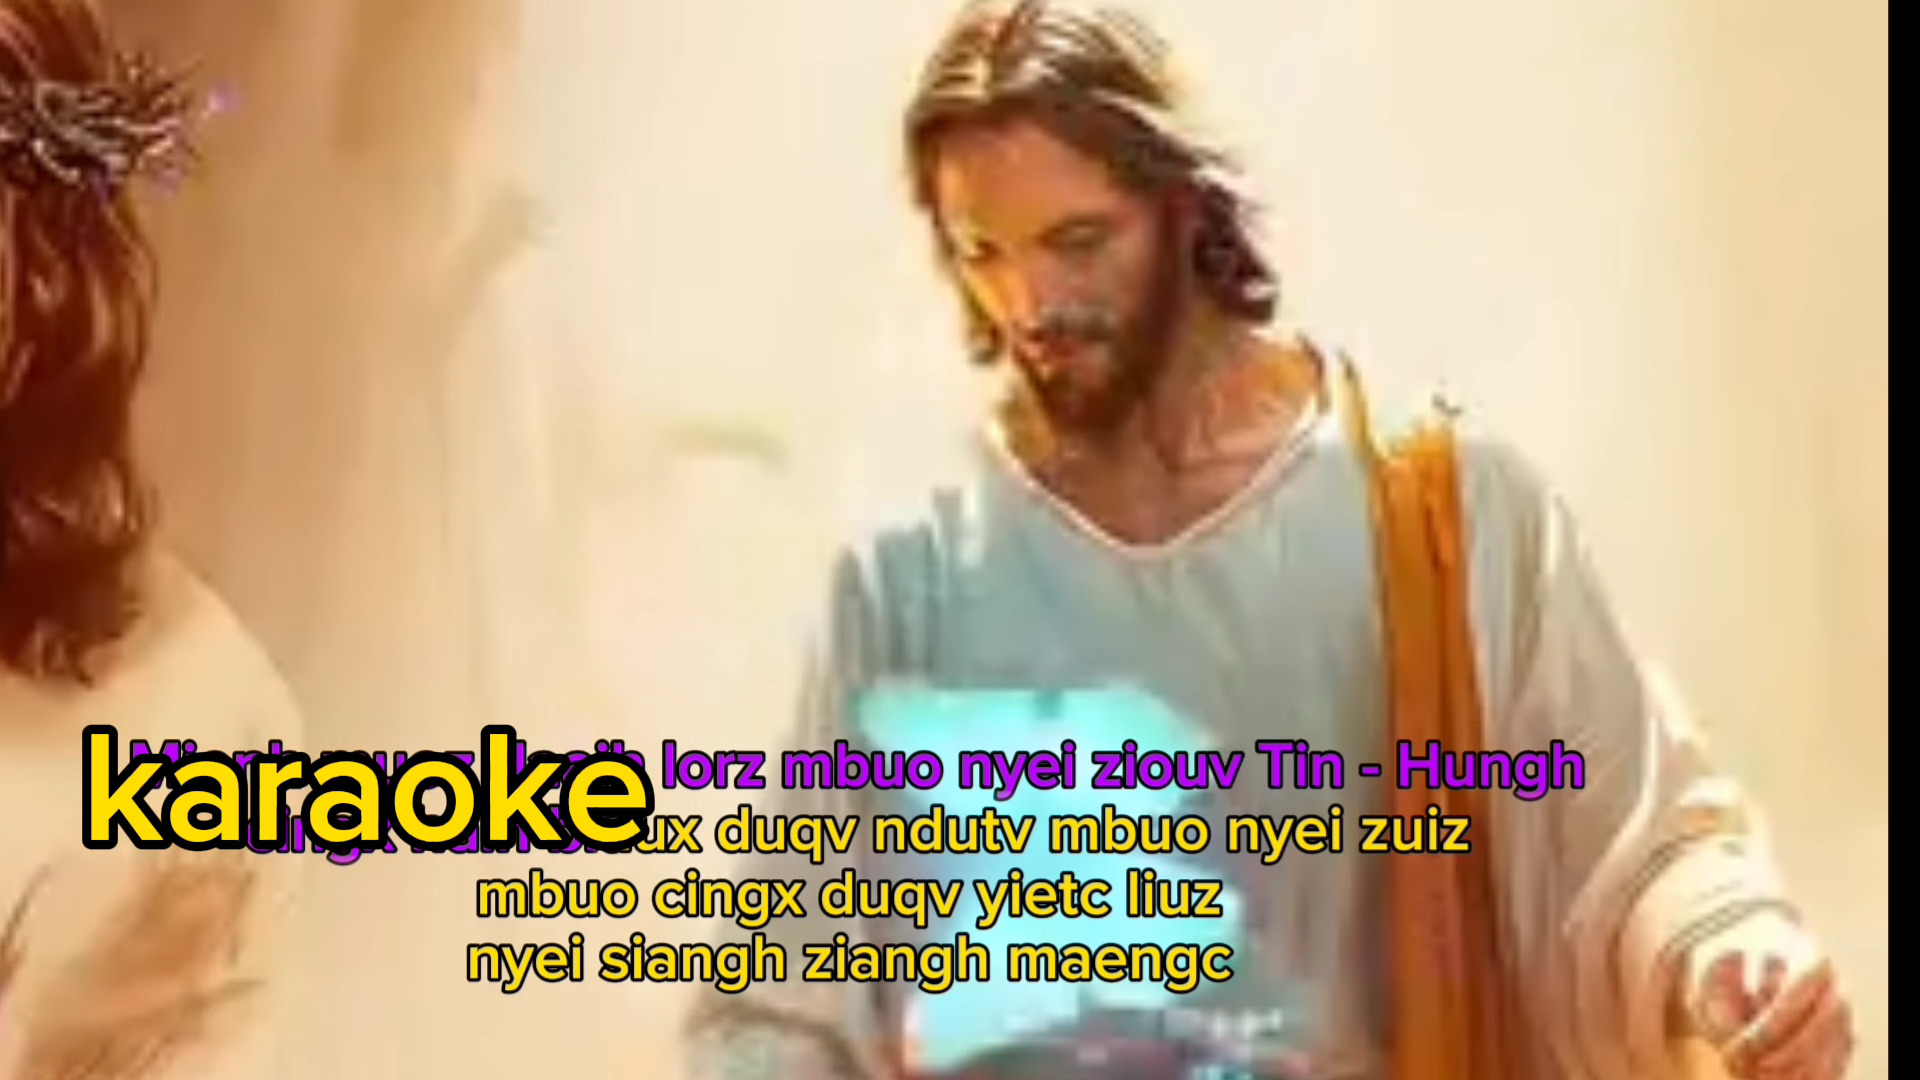 karaoke
lorz mbuo nyei ziouv Tin - Hungh
duqv ndutv mbuo nyei zuiz
mbuo cingx duqv yietc liuz
nyei siangh ziangh maengc